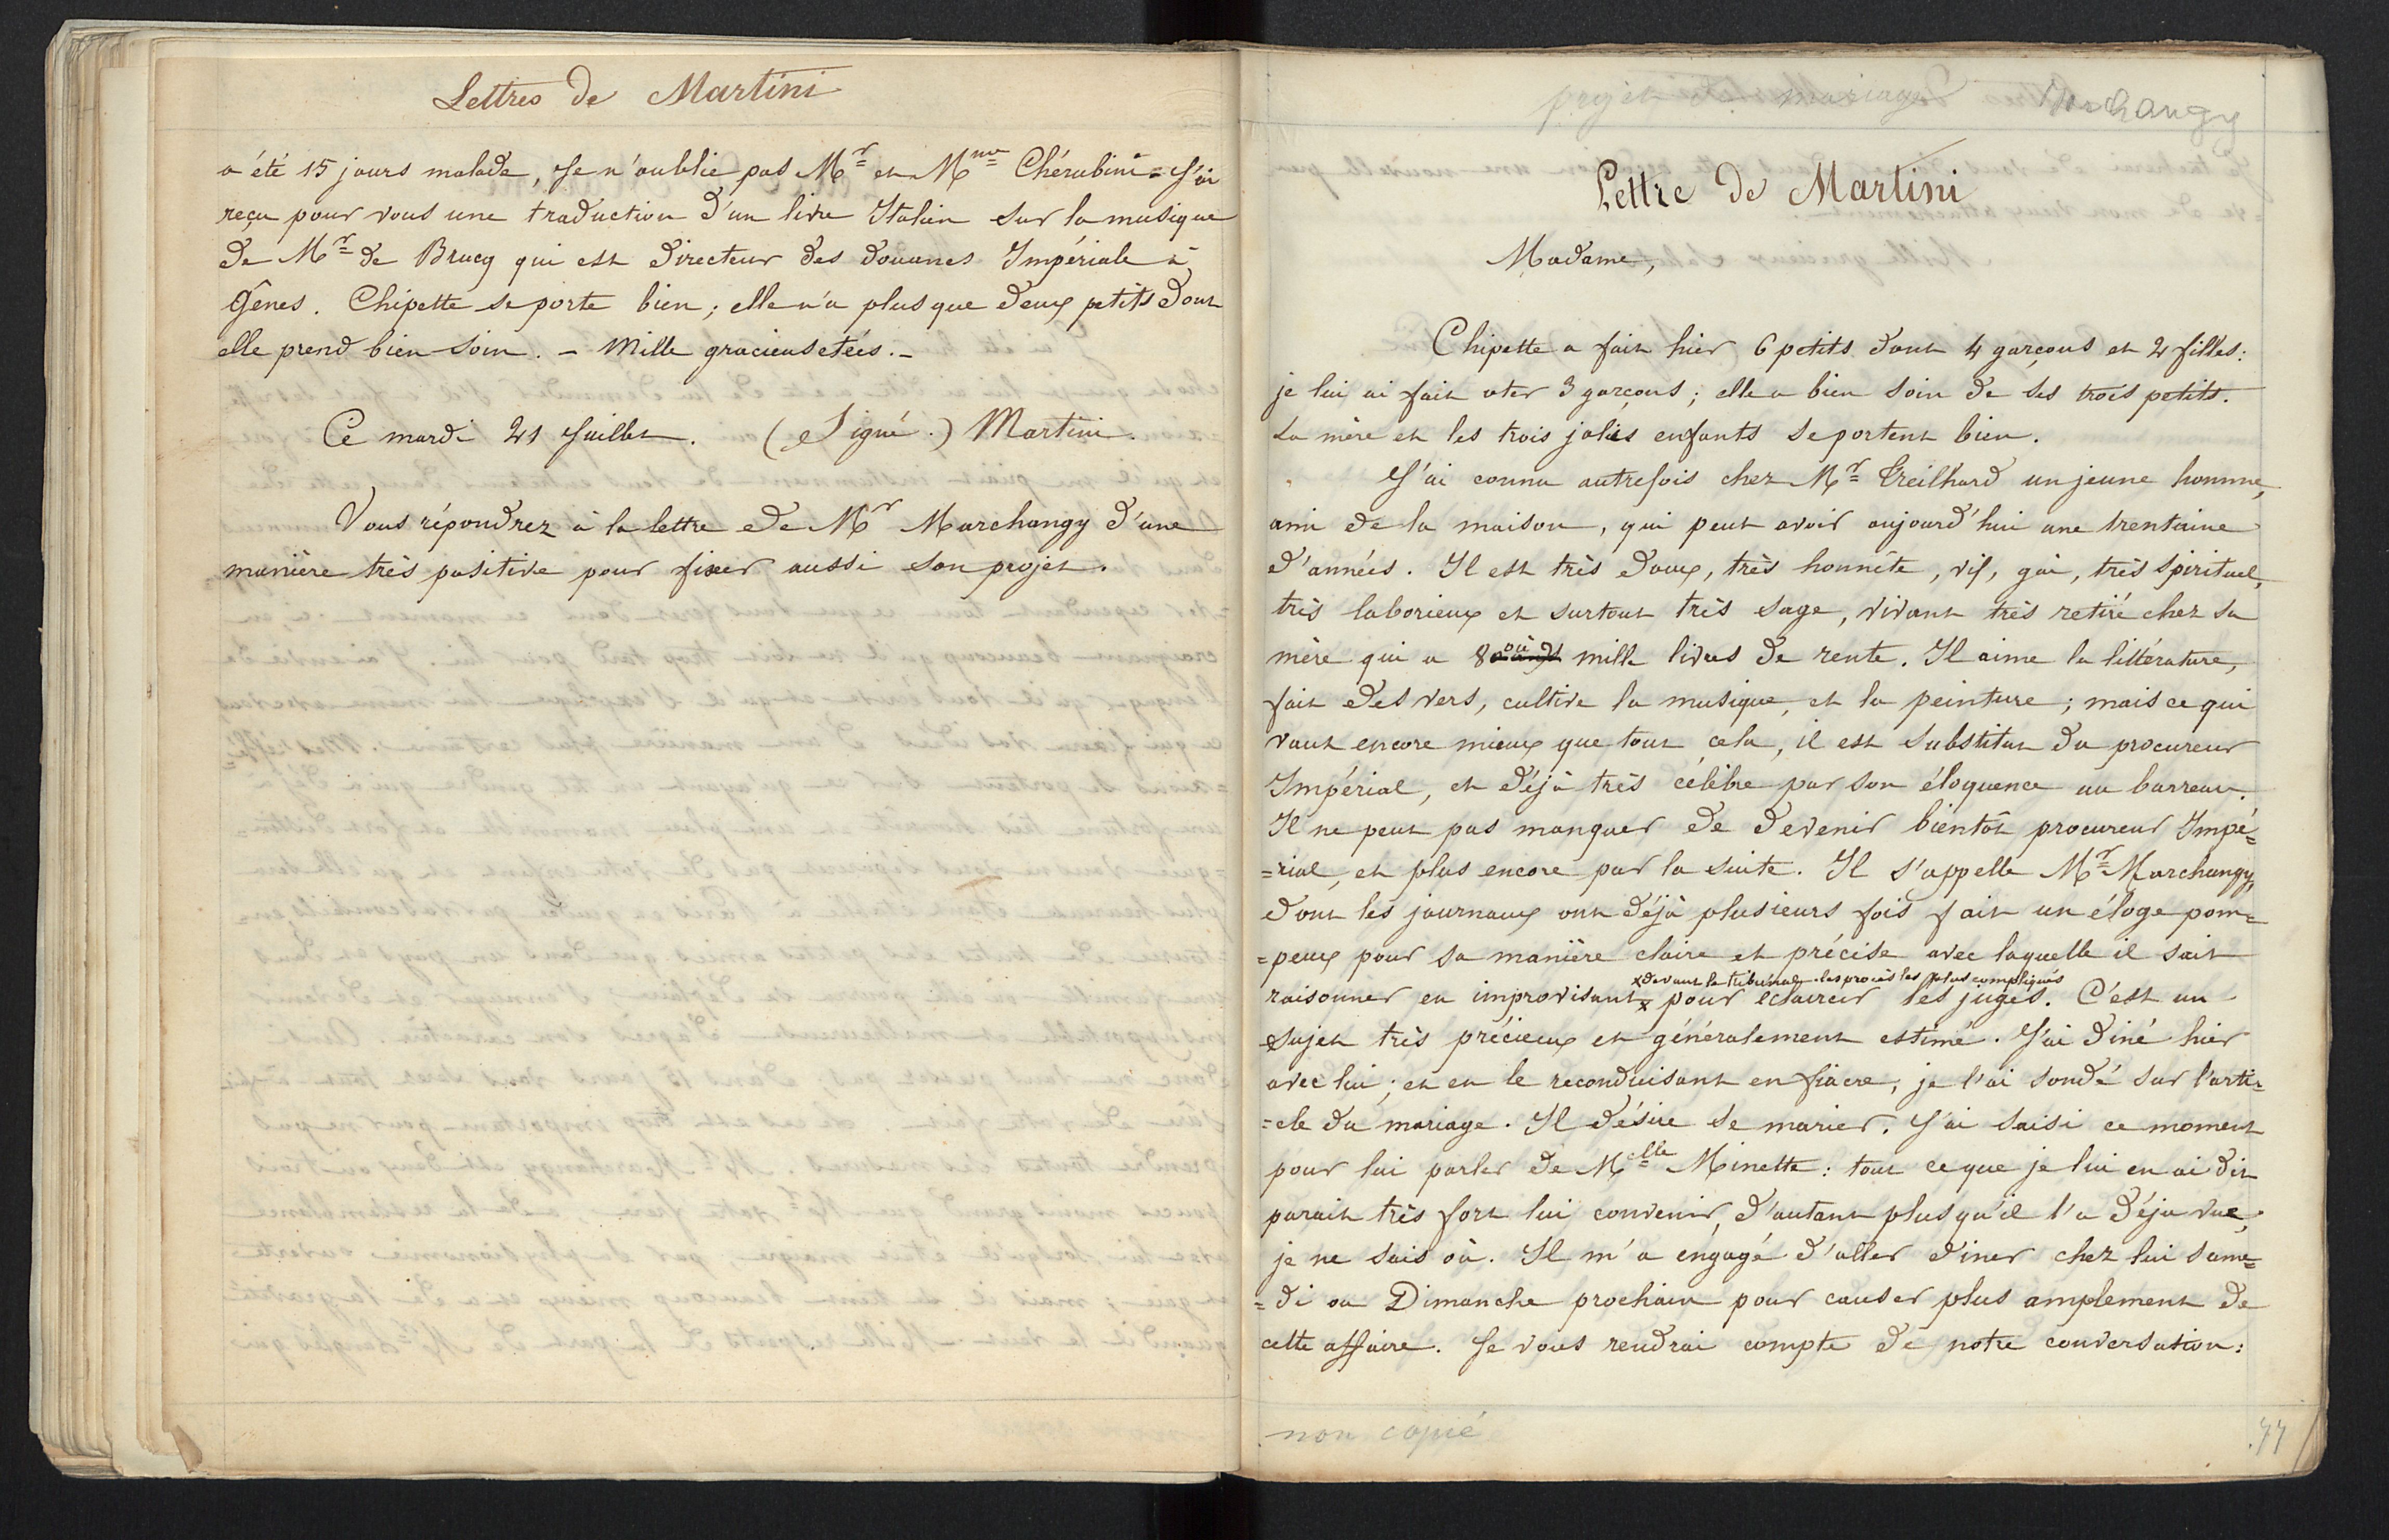 Lettres de Martini
a été 15 jours malade, Je n'oublie pas Mr et Mme Chérubini = J'ai
reçu pour vous une traduction d'un livre Italien sur la musique
de Mr de Brucq qui est directeur des douanes Impériale à
Gênes. Chipette se porte bien; elle n'a plus que deux petits dont
elle prend bien soin. – Mille gracieusetées. –
Ce mardi 21 Juillet. (Signé.) Martini.
Vous répondrez à la lettre de Mr Marchangy d'une
manière très positive pour fixer aussi son projet.
projet de mariage Marchangy
Lettre de Martini
Madame,
Chipette a fait hier 6 petits dont 4 garçons et 2 filles:
je lui ai fait oter 3 garçons; elle a bien soin de ses trois petits.
La mère et les trois jolies enfants se portent bien.
J'ai connu autrefois chez Mr Treilhard un jeune homme,
ami de la maison, qui peut avoir aujourd'hui une trentaine
d'années. Il est très doux, très honnête, vif, gai, très spirituel,
très laborieux et surtout très sage, vivant très retiré chez sa
mère qui a 8 ou mille livres de rente. Il aime la littérature,
fait des vers, cultive la musique, et la peinture; mais ce qui
vaut encore mieux que tout cela, il est substitut du procureur
Impérial, et déjà très célèbre par son éloquence au barreau.
Il ne peut pas manquer de devenir bientôt procureur Impé=
=rial, et plus encore par la suite. Il s'appelle Mr Marchangy,
dont les journaux ont déjà plusieurs fois fait un éloge pom=
=peux pour sa manière claire et précise avec laquelle il sait
x devant le tribunal les procès les plus compliqués
raisonner en improvisant x pour éclaircir les juges. C'est un
sujet très précieux et généralement estimé. J'ai diné hier
avec lui; et en le reconduisant en fiacre, je l'ai sondé sur l'arti=
=cle du mariage. Il désire se marier. J'ai saisi ce moment
pour lui parler de Melle Minette: tout ce que je lui en ai dit
parait très fort lui convenir, d'autant plus qu'il l'a déja vue,
je ne sais où. Il m'a engagé d'aller diner chez lui same=
=di ou Dimanche prochain pour causer plus amplement de
cette affaire. Je vous rendrai compte de notre conversation:
non copié
77